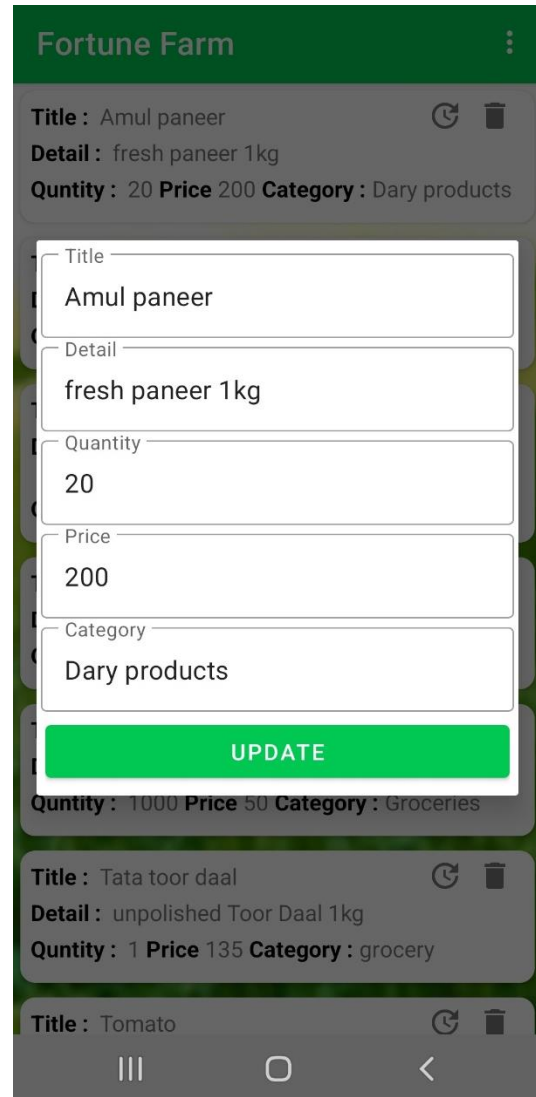 Fortune Farm
Title : Amul paneer
Detail : fresh paneer 1kg
Quntity : 20 Price 200 Category : Dary products
Title
Amul paneer
Detail
fresh paneer 1kg
Quantity
20
Price
200
Category
Dary products
UPDATE
Quntity : 1000 Price 50 Category : Groceries
Title : Tata toor daal
Detail : unpolished Toor Daal 1kg
Quntity : 1 Price 135 Category : grocery
Title : Tomato